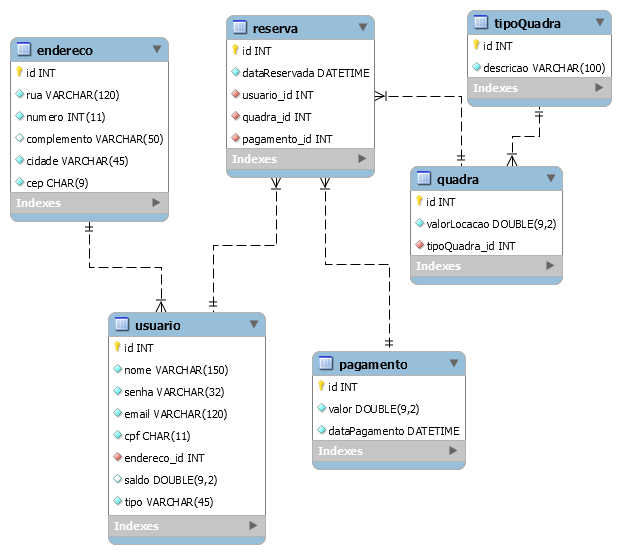 endereco
id INT
rua VARCHAR(120)
numero INT(11)
complemento VARCHAR(50)
cidade VARCHAR(45)
cep CHAR(9)
Indexes
reserva
id INT
dataReservada DATETIME
usuario_id INT
quadra_id INT
pagamento_id INT
Indexes
tipoQuadra
id INT
descricao VARCHAR(100)
Indexes
quadra
id INT
valorLocacao DOUBLE(9,2)
tipoQuadra_id INT
Indexes
usuario
id INT
nome VARCHAR(150)
senha VARCHAR(32)
email VARCHAR(120)
cpf CHAR(11)
endereco_id INT
saldo DOUBLE(9,2)
tipo VARCHAR(45)
Indexes
pagamento
id INT
valor DOUBLE(9,2)
dataPagamento DATETIME
Indexes